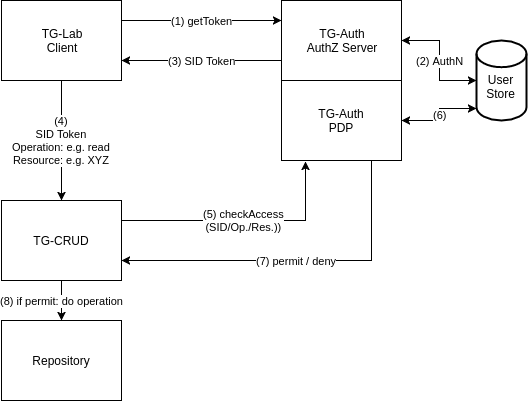 TG-Lab
Client
(1) getToken
(3) SID Token
TG-Auth
AuthZ Server
(2) AuthN
User
Store
TG-Auth
PDP
(6)
(4)
SID Token
Operation: e.g. read
Resource: e.g. XYZ
TG-CRUD
(5) checkAccess
(SID/Op./Res.))
(7) permit / deny
(8) if permit: do operation
Repository